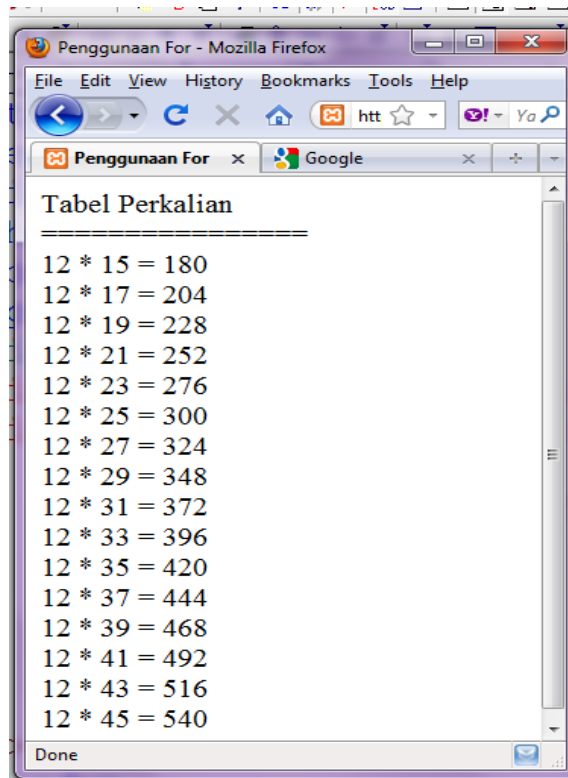 Penggunaan For - Mozilla Firefox
File Edit View History Bookmarks Tools Help
htt Y! Ya
Penggunaan For Google
Tabel Perkalian
================
12 * 15 = 180
12 * 17 = 204
12 * 19 = 228
12 * 21 = 252
12 * 23 = 276
12 * 25 = 300
12 * 27 = 324
12 * 29 = 348
12 * 31 = 372
12 * 33 = 396
12 * 35 = 420
12 * 37 = 444
12 * 39 = 468
12 * 41 = 492
12 * 43 = 516
12 * 45 = 540
Done